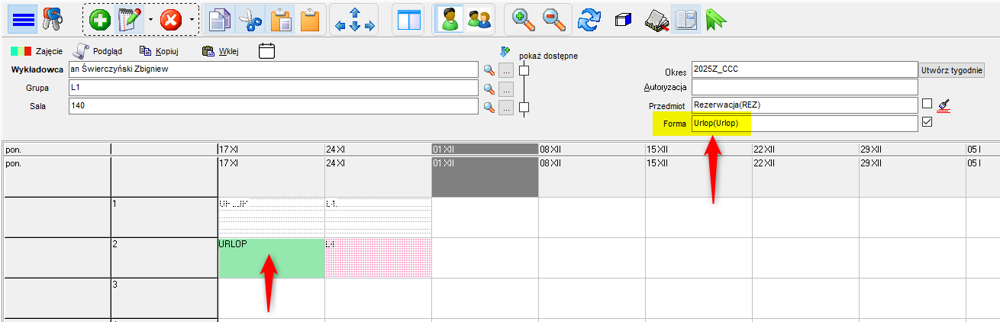 Zajęcie Podgląd Kopiuj Wklej
pokaż dostępne
Wykładowca an Świerczyński Zbigniew ...
Grupa L1 ...
Sala 140 ...
Okres 2025Z_CCC Utwórz tygodnie
Autoryzacja
Przedmiot Rezerwacja(REZ)
Forma Urlop(Urlop)
pon. 17 XI 24 XI 01 XII 08 XII 15 XII 22 XII 29 XII 05 I
pon. 17 XI 24 XI 01 XII 08 XII 15 XII 22 XII 29 XII 05 I
1
2 URLOP
3